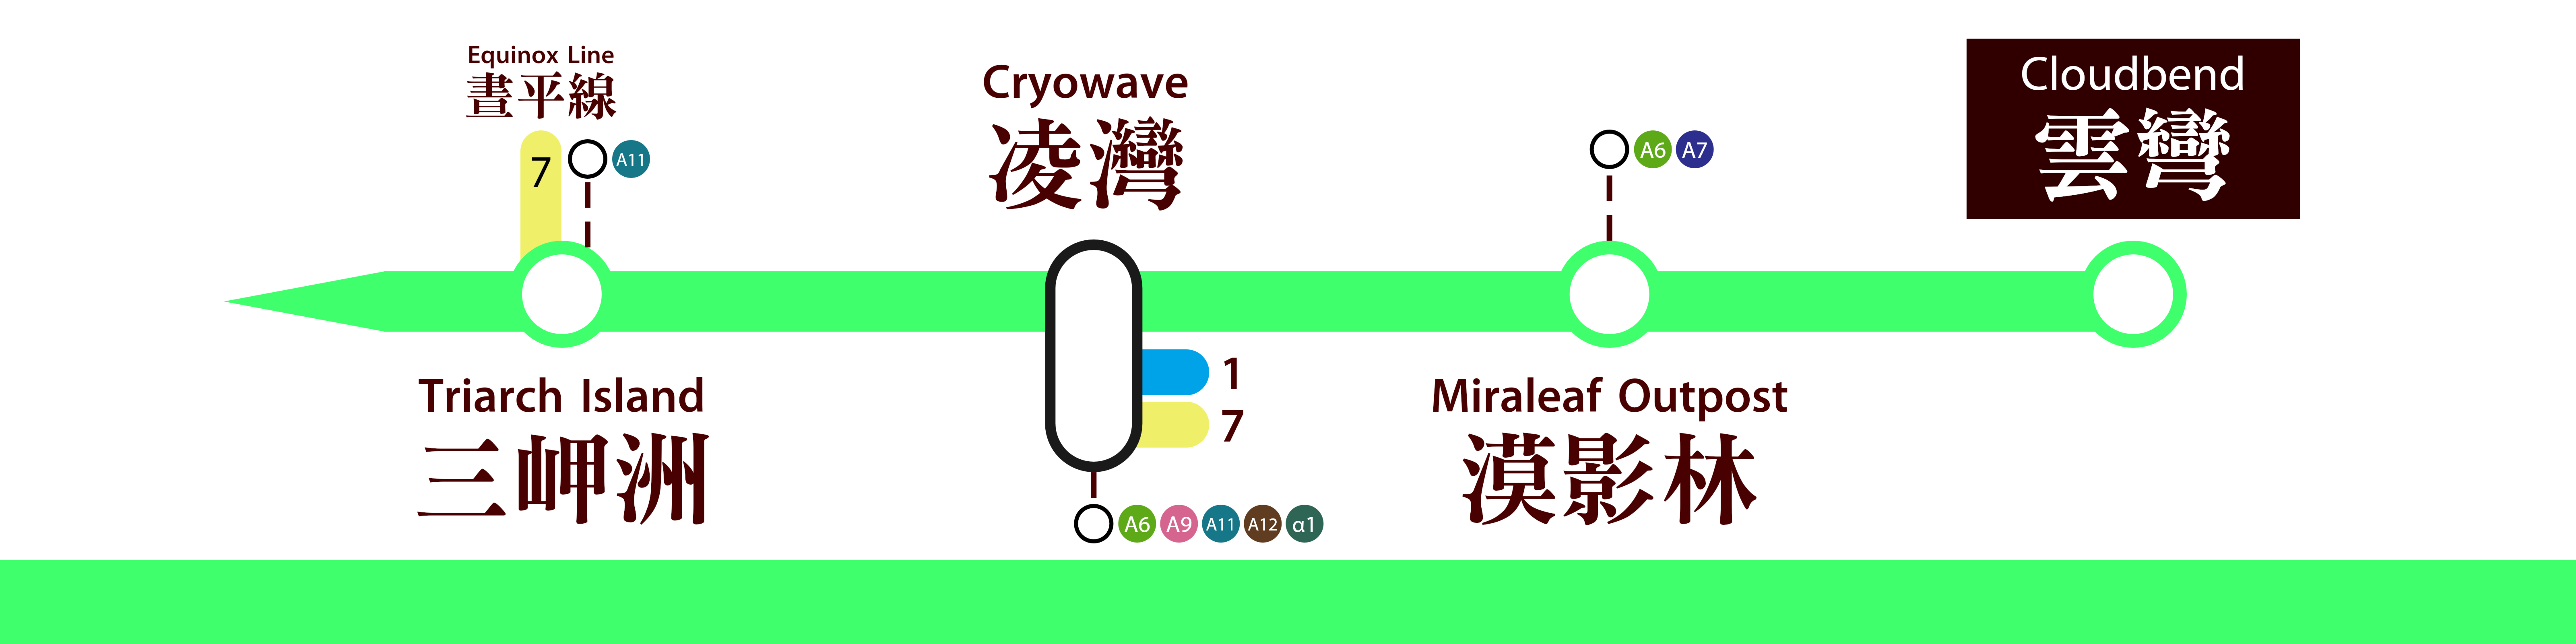 Equinox Line
晝平線
7
A11
Triarch Island
三岬洲
Cryowave
凌灣
1
7
A6 A9 A11 A12 α1
A6 A7
Miraleaf Outpost
漠影林
Cloudbend
雲彎